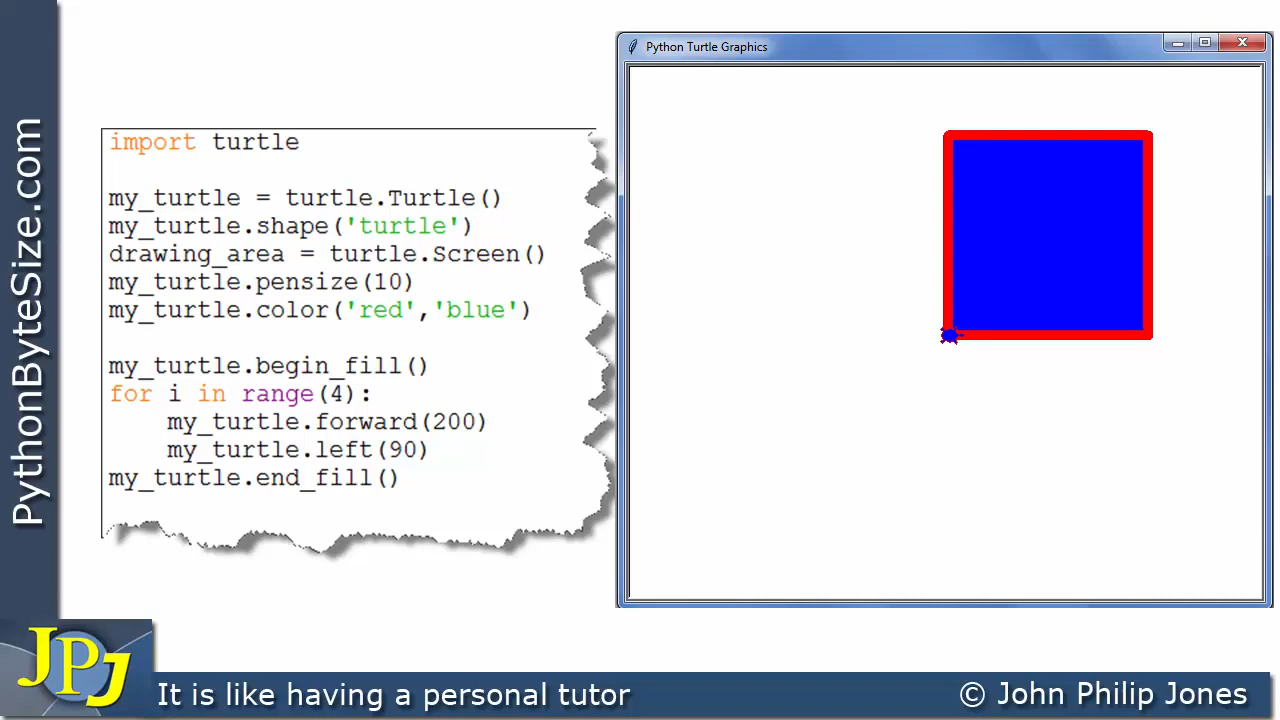 PythonByteSize.com
import turtle
my_turtle = turtle.Turtle()
my_turtle.shape('turtle')
drawing_area = turtle.Screen()
my_turtle.pensize(10)
my_turtle.color('red','blue')
my_turtle.begin_fill()
for i in range(4):
    my_turtle.forward(200)
    my_turtle.left(90)
my_turtle.end_fill()
Python Turtle Graphics
JPJ
It is like having a personal tutor
© John Philip Jones